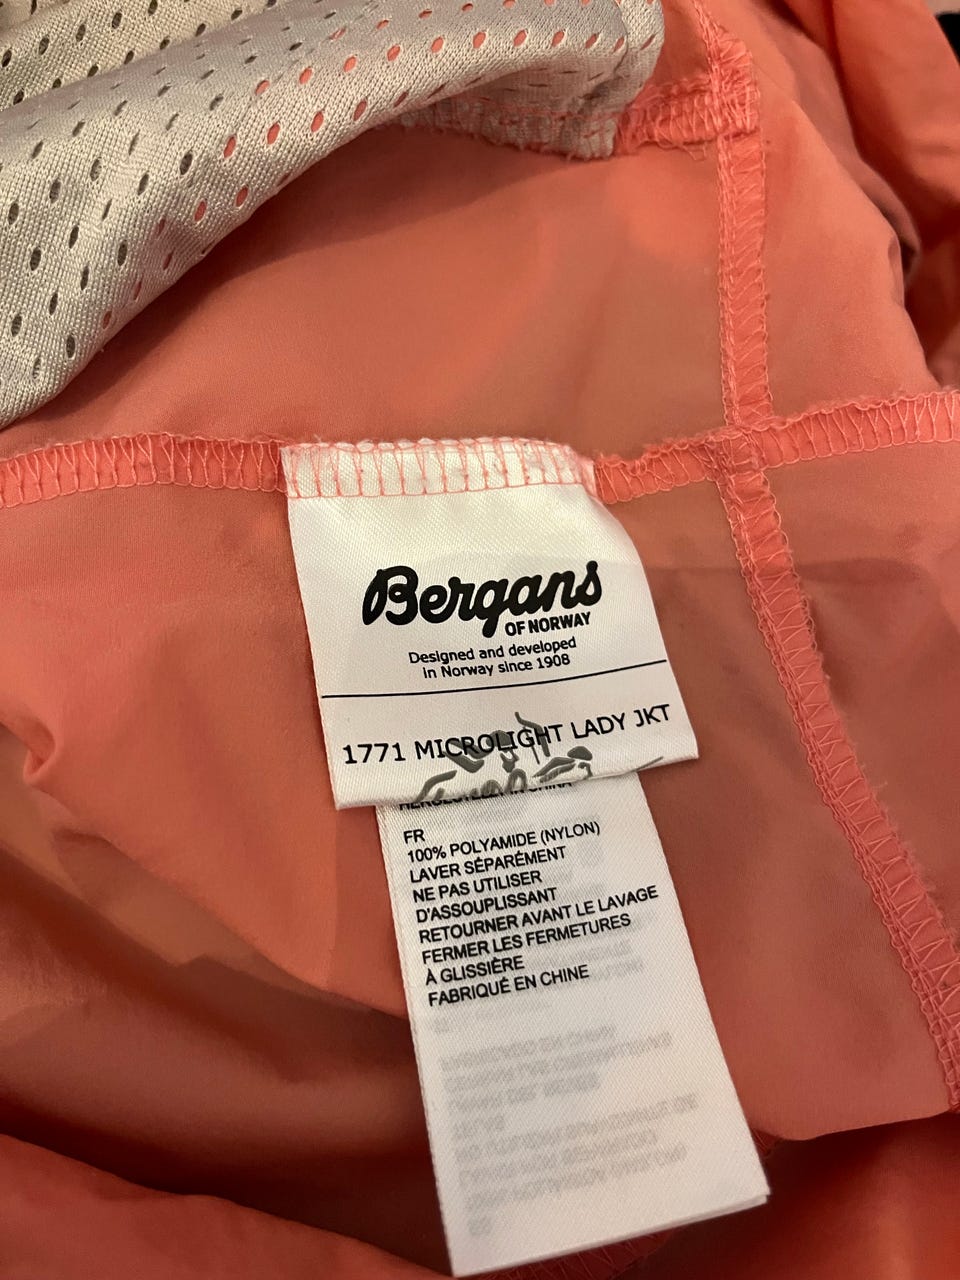 Bergans
OF NORWAY
Designed and developed
in Norway since 1908
1771 MICROLIGHT LADY JKT
FR
100% POLYAMIDE (NYLON)
LAVER SÉPARÉMENT
NE PAS UTILISER
D'ASSOUPLISSANT
RETOURNER AVANT LE LAVAGE
FERMER LES FERMETURES
À GLISSIÈRE
FABRIQUÉ EN CHINE